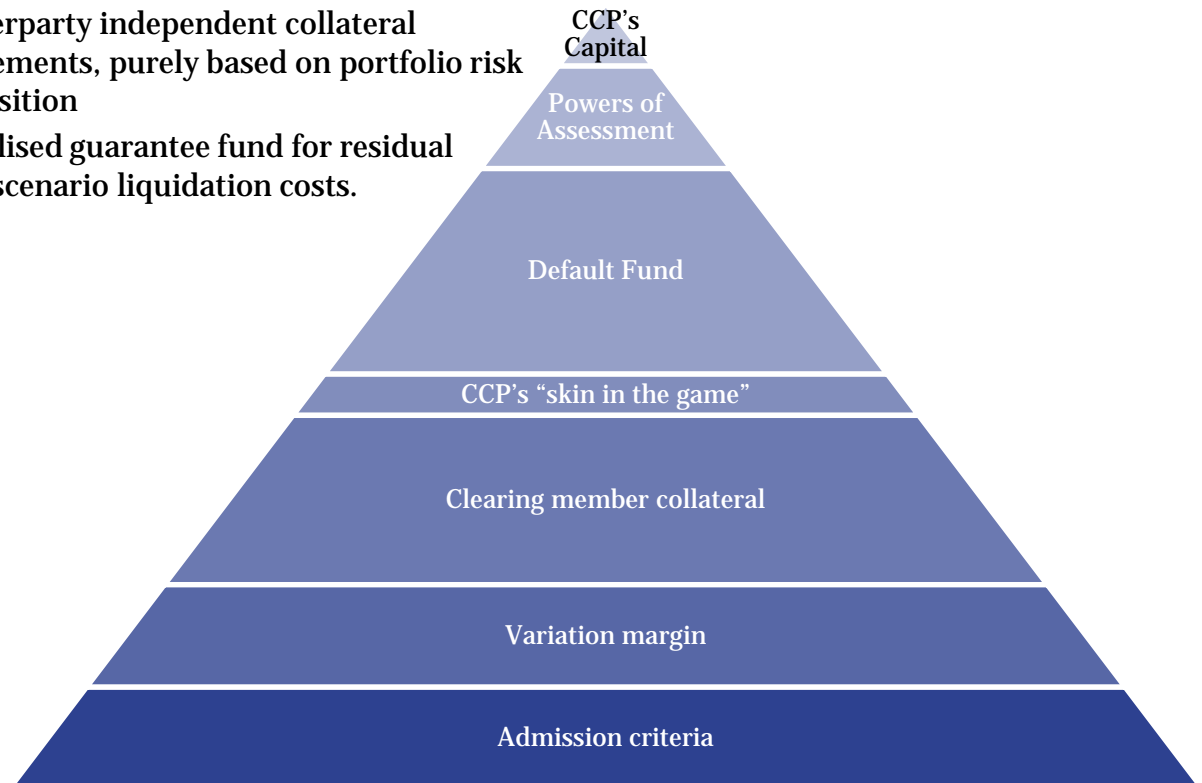 erparty independent collateral
ements, purely based on portfolio risk
sition
lised guarantee fund for residual
scenario liquidation costs.
CCP’s
Capital
Powers of
Assessment
Default Fund
CCP’s “skin in the game”
Clearing member collateral
Variation margin
Admission criteria